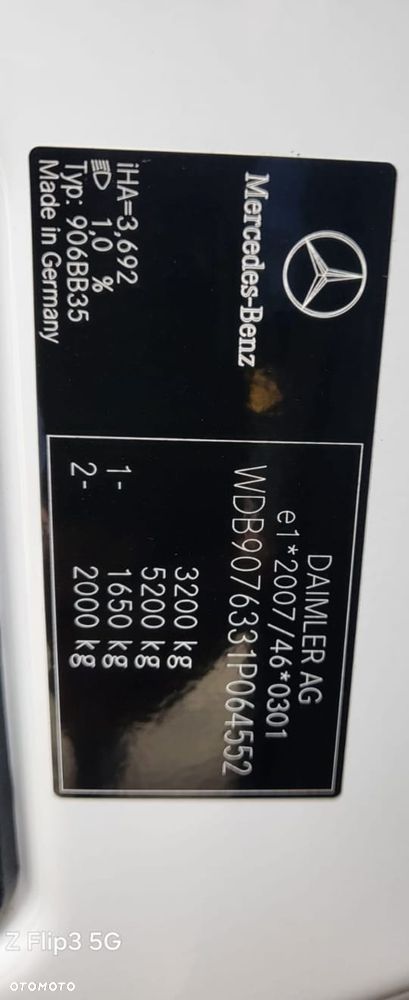 Mercedes-Benz
iHA=3,692
1,0 %
Typ: 906BB35
Made in Germany
DAIMLER AG
e1*2007/46*0301
WDB9076331P064552
3200 kg
5200 kg
1- 1650 kg
2- 2000 kg
Z Flip3 5G
OTOMOTO